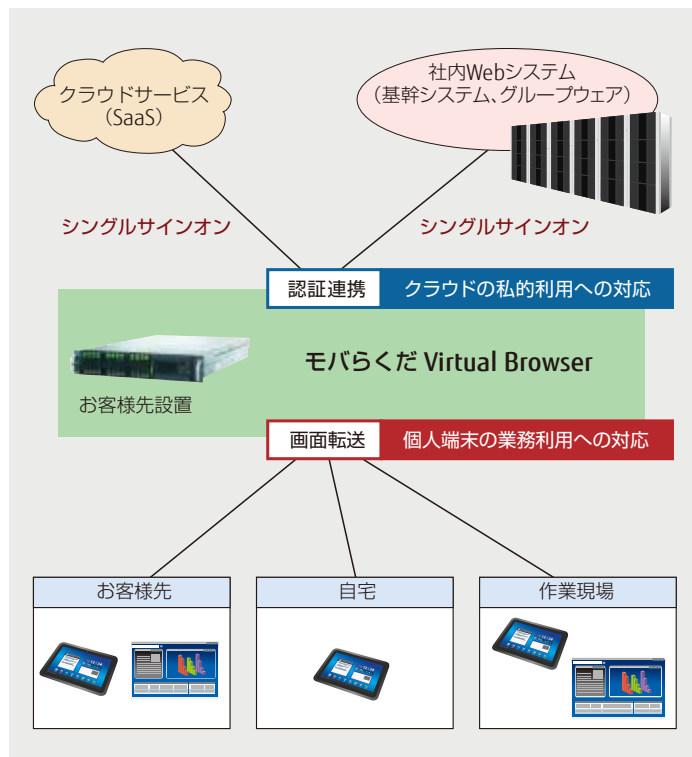 クラウドサービス
（SaaS）
社内Webシステム
（基幹システム、グループウェア）
シングルサインオン
シングルサインオン
認証連携
クラウドの私的利用への対応
モバらくだ Virtual Browser
お客様先設置
画面転送
個人端末の業務利用への対応
お客様先
自宅
作業現場